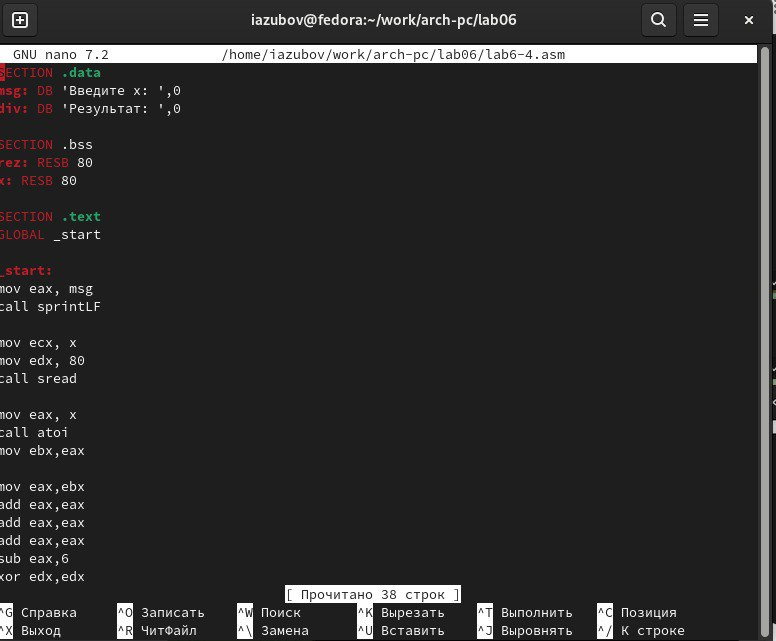 iazubov@fedora:~/work/arch-pc/lab06
GNU nano 7.2 /home/iazubov/work/arch-pc/lab06/lab6-4.asm
SECTION .data
msg: DB 'Введите x: ',0
div: DB 'Результат: ',0
SECTION .bss
rez: RESB 80
x: RESB 80
SECTION .text
GLOBAL _start
_start:
mov eax, msg
call sprintLF
mov ecx, x
mov edx, 80
call sread
mov eax, x
call atoi
mov ebx,eax
mov eax,ebx
add eax,eax
add eax,eax
add eax,eax
sub eax,6
xor edx,edx
[ Прочитано 38 строк ]
^G Справка ^O Записать ^W Поиск ^K Вырезать ^T Выполнить ^C Позиция
^X Выход ^R ЧитФайл ^\ Замена ^U Вставить ^J Выровнять ^/ К строке